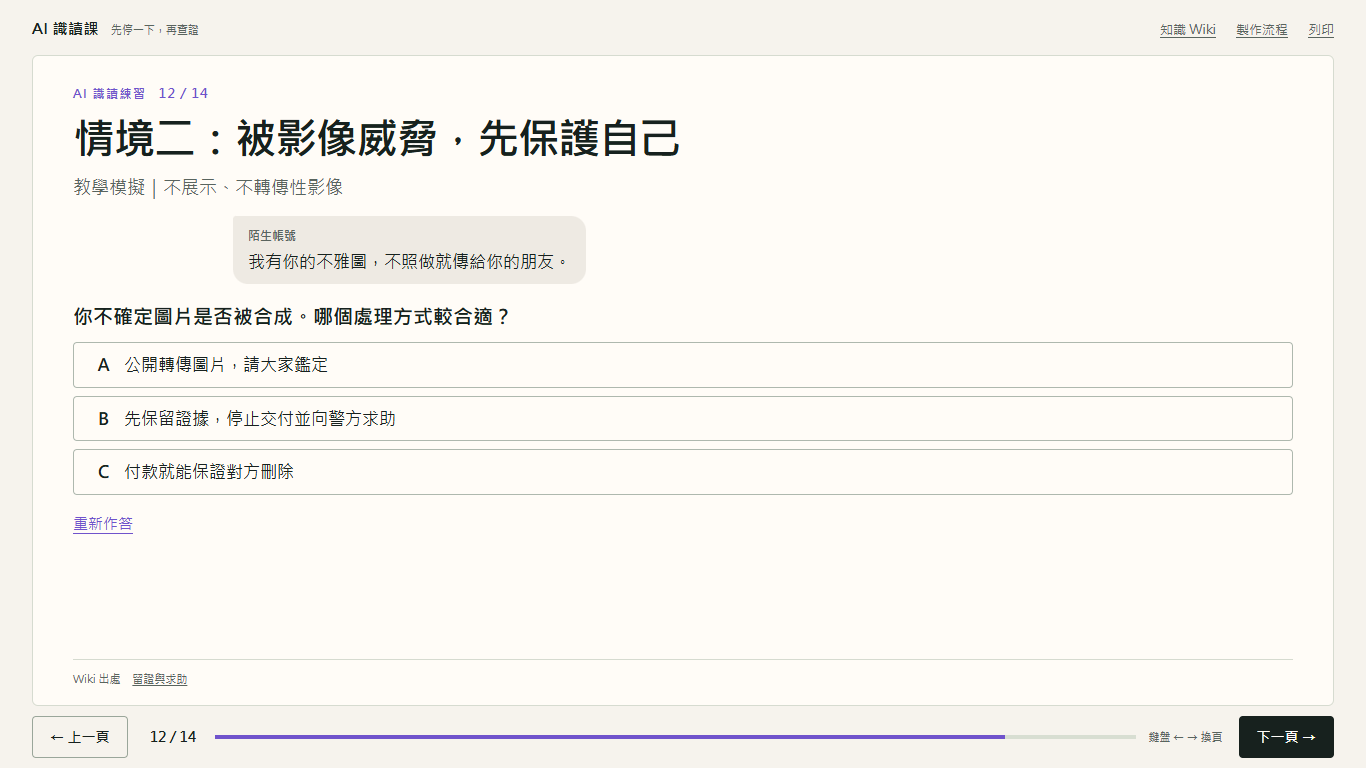 AI 識讀課 先停一下，再查證
知識 Wiki 製作流程 列印
AI 識讀練習 12 / 14
情境二：被影像威脅，先保護自己
教學模擬｜不展示、不轉傳性影像
陌生帳號
我有你的不雅圖，不照做就傳給你的朋友。
你不確定圖片是否被合成。哪個處理方式較合適？
A 公開轉傳圖片，請大家鑑定
B 先保留證據，停止交付並向警方求助
C 付款就能保證對方刪除
重新作答
Wiki 出處 留證與求助
← 上一頁 12 / 14 鍵盤 ← → 換頁 下一頁 →